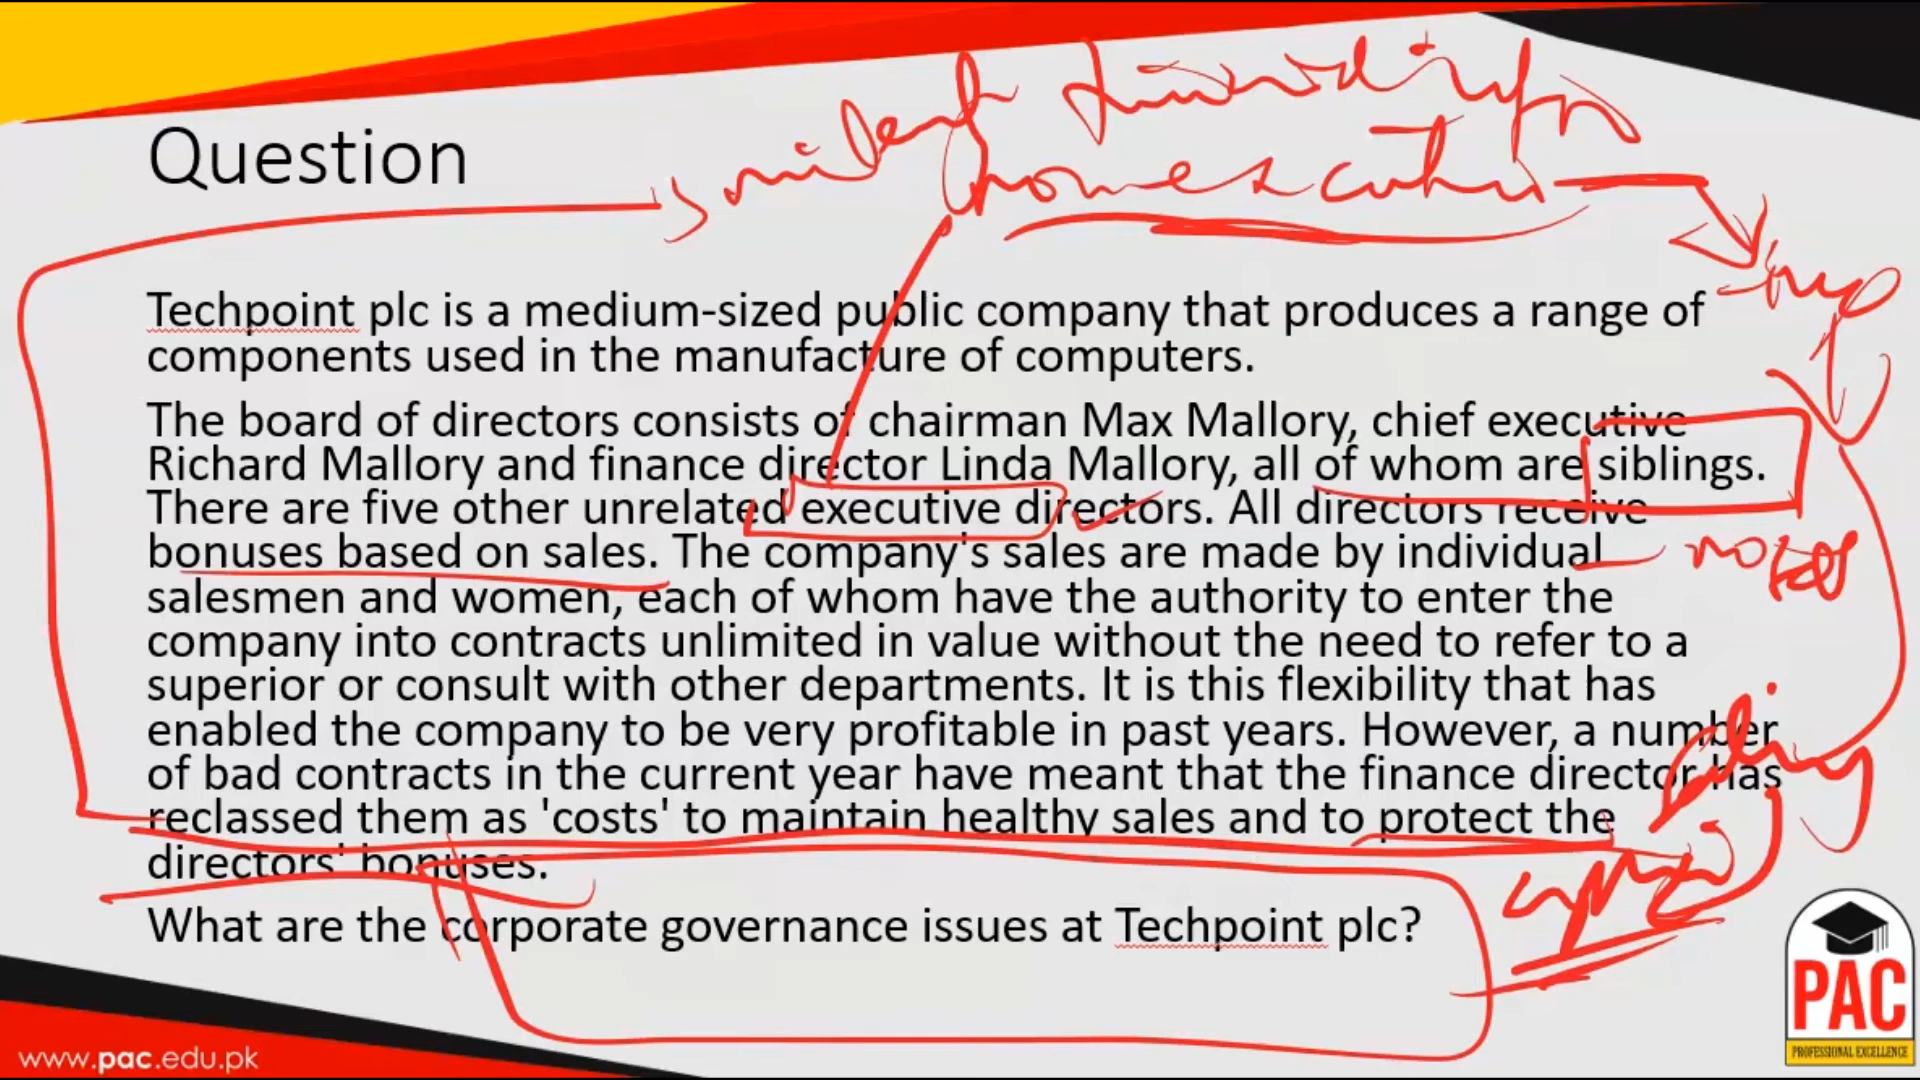 Question
Techpoint plc is a medium-sized public company that produces a range of
components used in the manufacture of computers.
The board of directors consists of chairman Max Mallory, chief executive
Richard Mallory and finance director Linda Mallory, all of whom are siblings.
There are five other unrelated executive directors. All directors receive
bonuses based on sales. The company's sales are made by individual
salesmen and women, each of whom have the authority to enter the
company into contracts unlimited in value without the need to refer to a
superior or consult with other departments. It is this flexibility that has
enabled the company to be very profitable in past years. However, a number
of bad contracts in the current year have meant that the finance director has
reclassed them as 'costs' to maintain healthy sales and to protect the
directors' bonuses.
What are the corporate governance issues at Techpoint plc?
PAC
PROFESSIONAL EXCELLENCE
www.pac.edu.pk